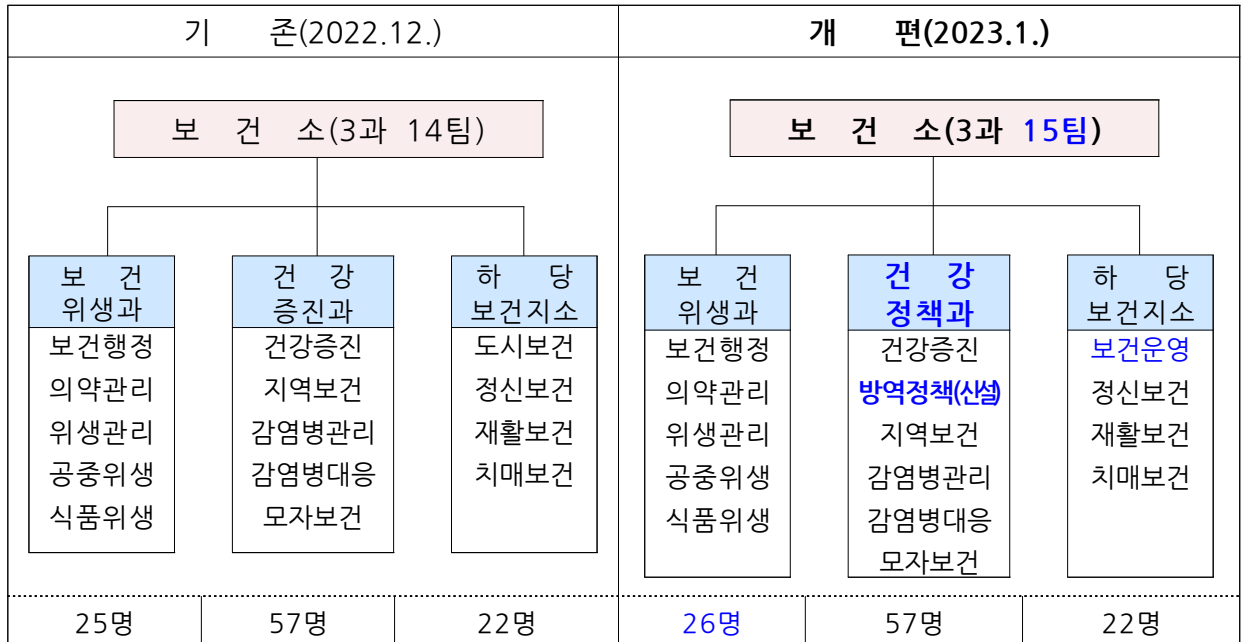 기 존(2022.12.)
보 건 소(3과 14팀)
보 건
위생과
보건행정
의약관리
위생관리
공중위생
식품위생
건 강
증진과
건강증진
지역보건
감염병관리
감염병대응
모자보건
하 당
보건지소
도시보건
정신보건
재활보건
치매보건
25명
57명
22명
개 편(2023.1.)
보 건 소(3과 15팀)
보 건
위생과
보건행정
의약관리
위생관리
공중위생
식품위생
건 강
정책과
건강증진
방역정책(신설)
지역보건
감염병관리
감염병대응
모자보건
하 당
보건지소
보건운영
정신보건
재활보건
치매보건
26명
57명
22명